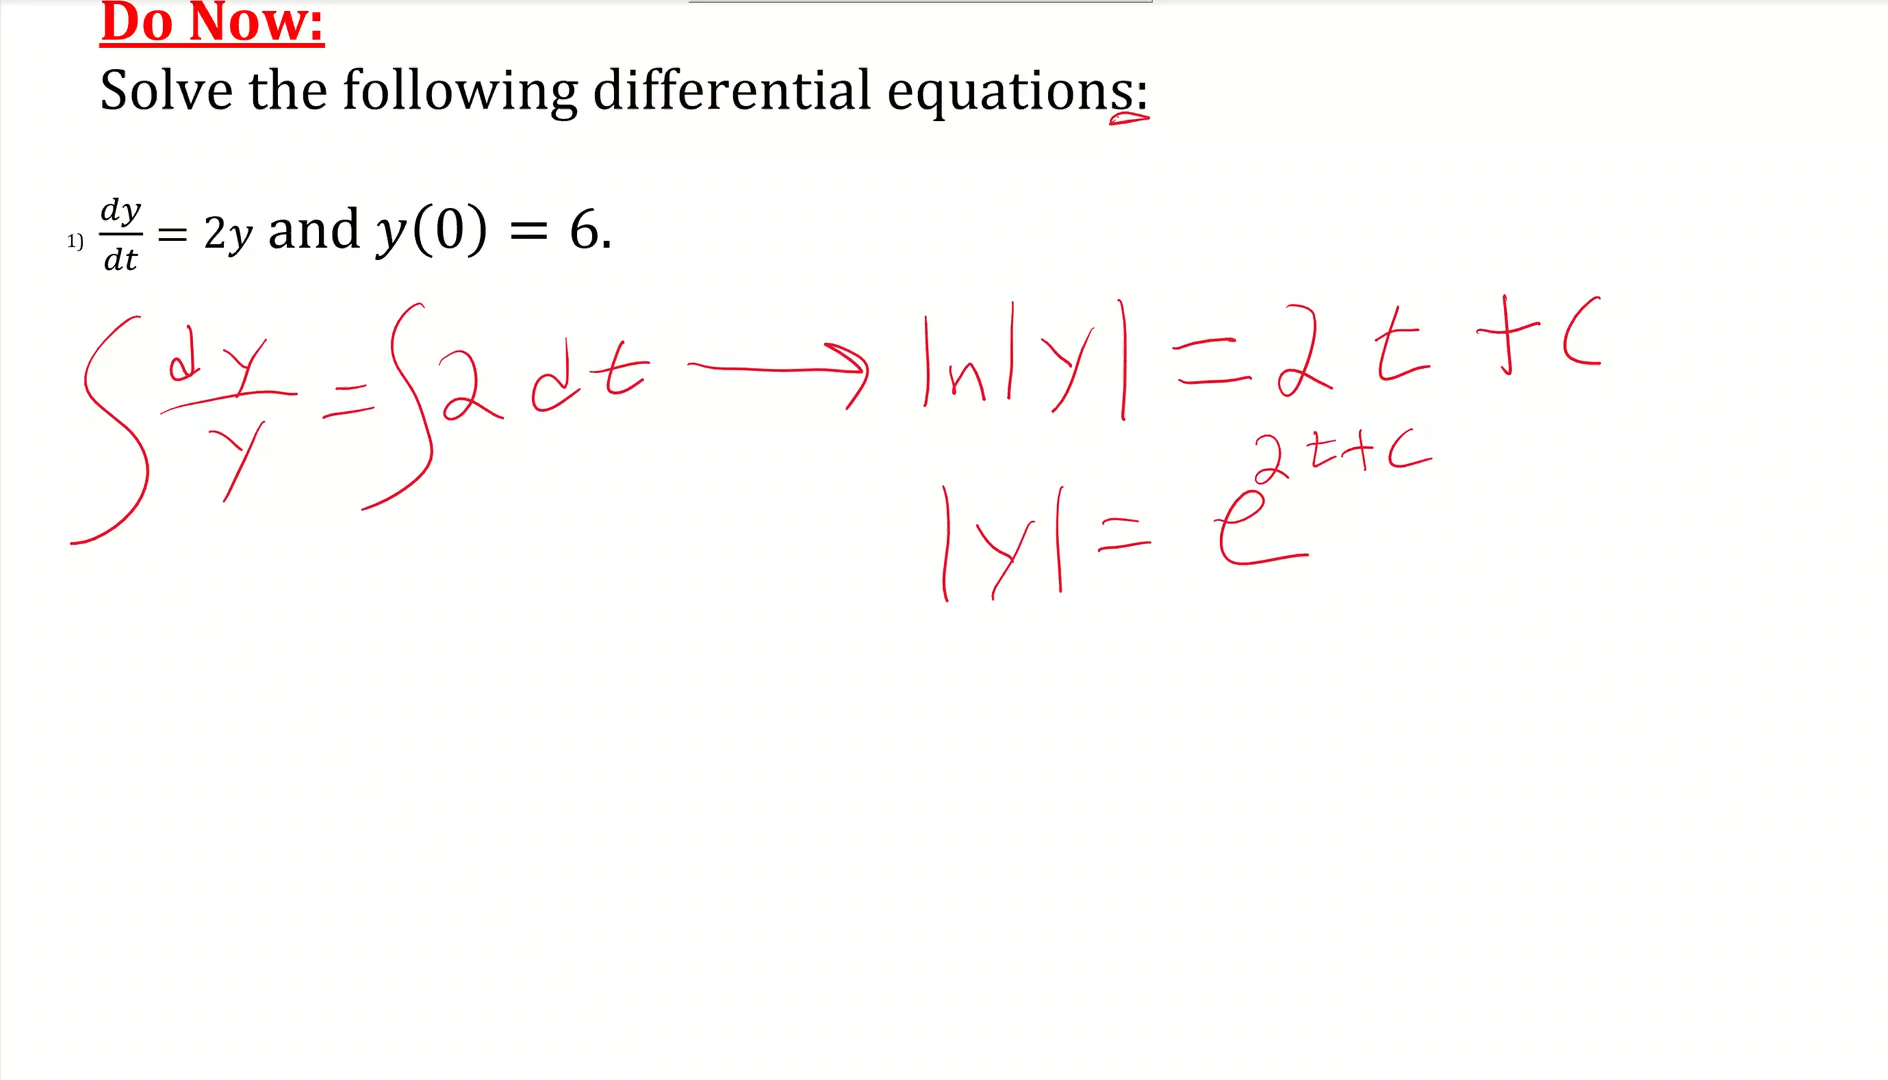 Do Now:
Solve the following differential equations:
1) dy/dt = 2y and y(0) = 6.
∫ dy/y = ∫ 2 dt → ln|y| = 2t + C
|y| = e^{2t+C}